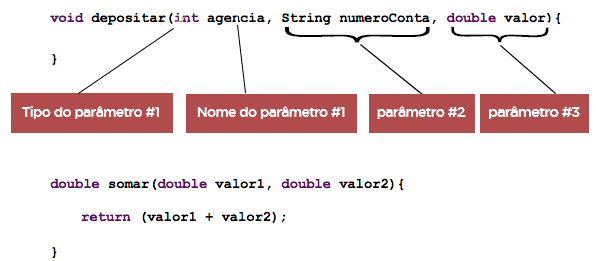 void depositar(int agencia, String numeroConta, double valor){
}
Tipo do parâmetro #1 Nome do parâmetro #1 parâmetro #2 parâmetro #3
double somar(double valor1, double valor2){
return (valor1 + valor2);
}